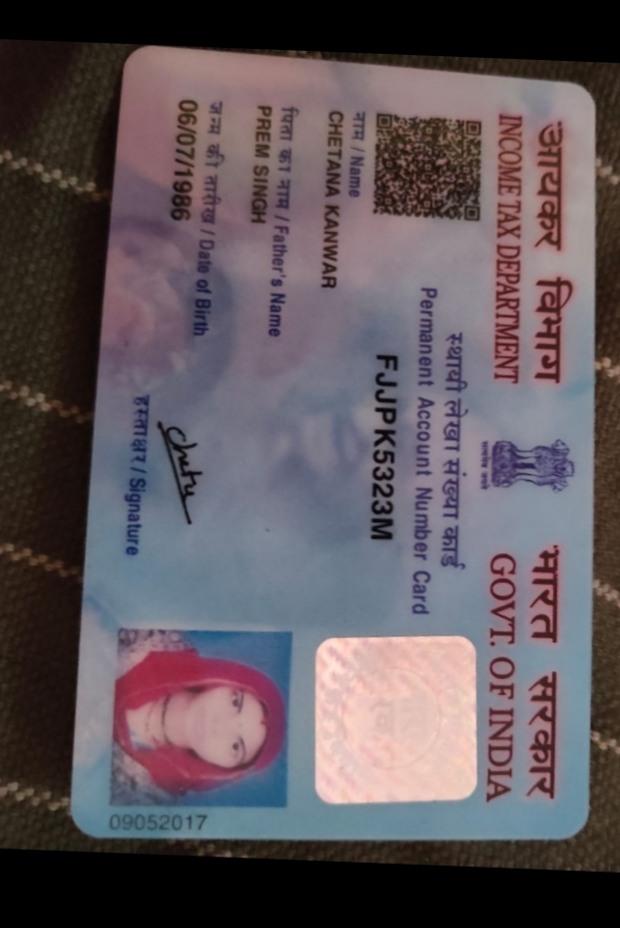 आयकर विभाग
INCOME TAX DEPARTMENT
भारत सरकार
GOVT. OF INDIA
सत्यमेव जयते
स्थायी लेखा संख्या कार्ड
Permanent Account Number Card
FJJPK5323M
नाम / Name
CHETANA KANWAR
पिता का नाम / Father's Name
PREM SINGH
जन्म की तारीख / Date of Birth
06/07/1986
हस्ताक्षर / Signature
09052017